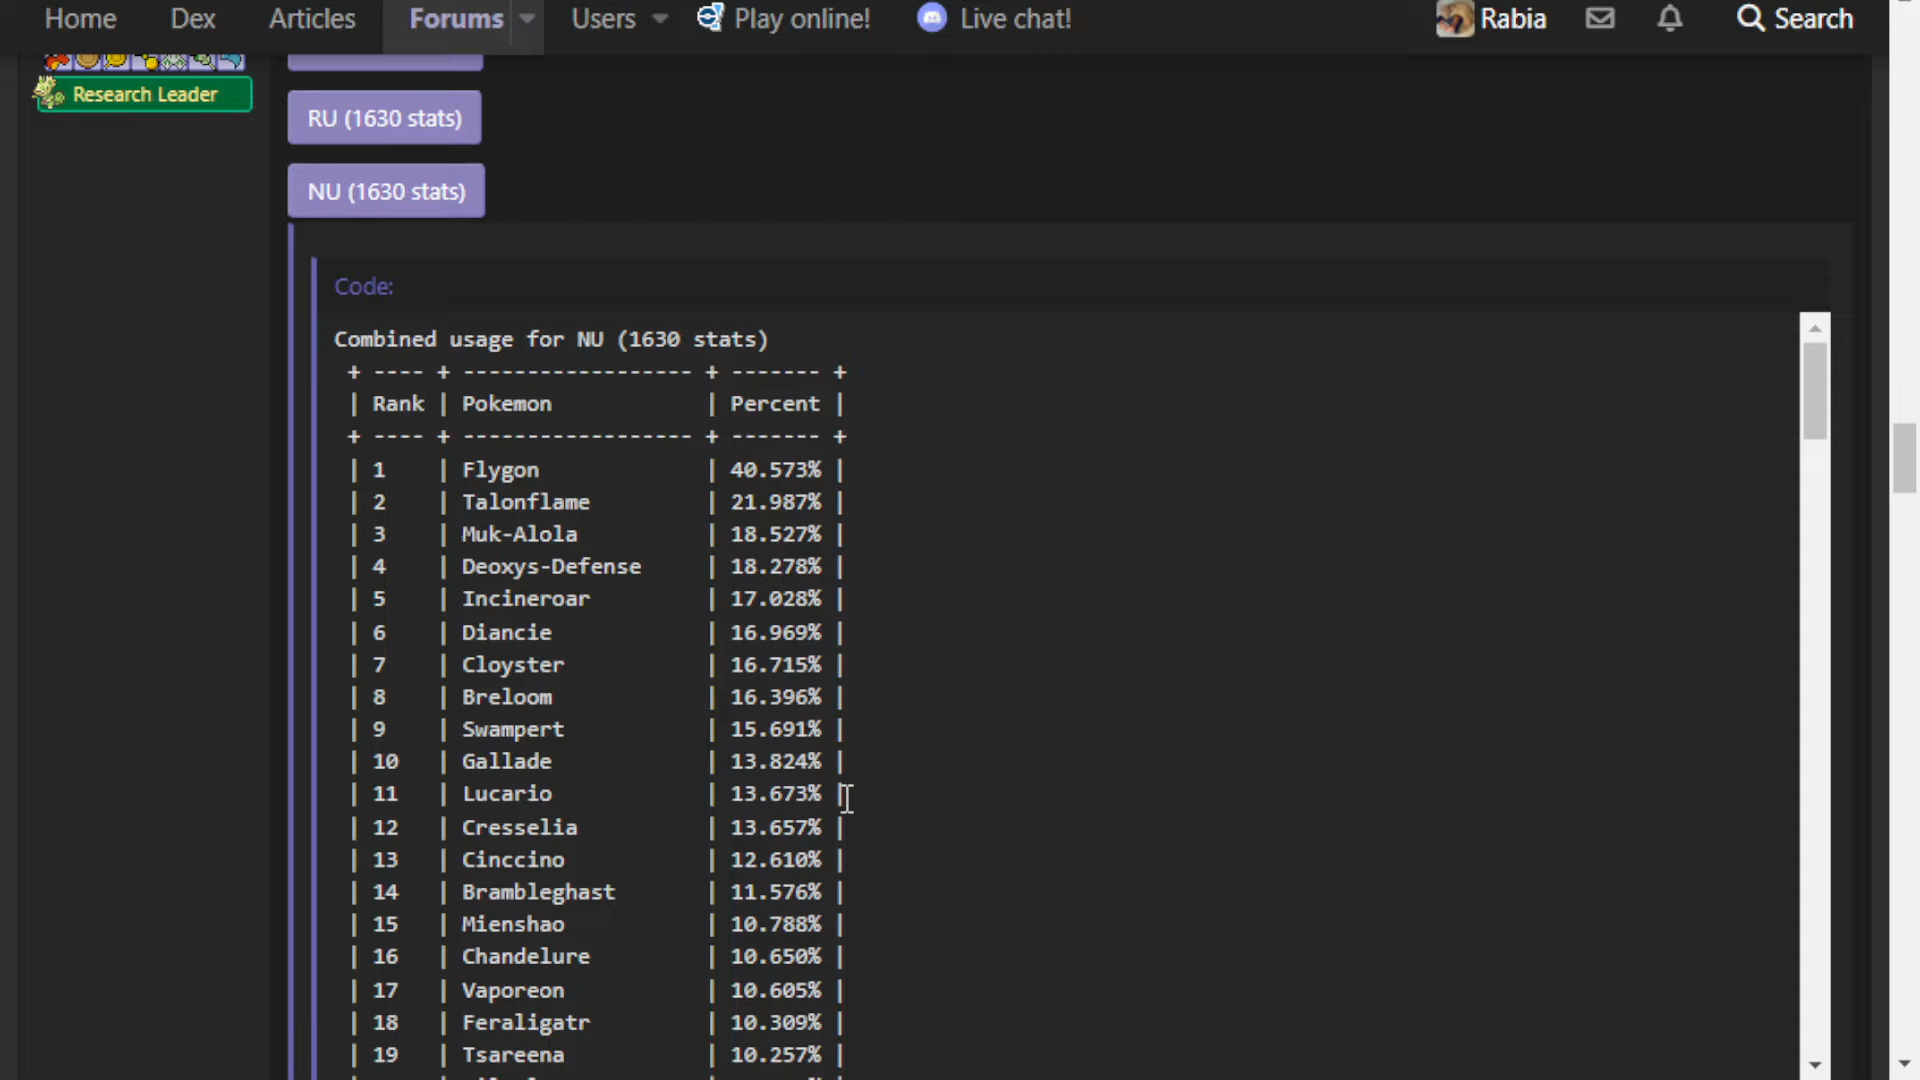 Home Dex Articles Forums Users Play online! Live chat! Rabia Search
Research Leader
RU (1630 stats)
NU (1630 stats)
Code:
Combined usage for NU (1630 stats)
+ ---- + ------------------ + ------- +
| Rank | Pokemon | Percent |
+ ---- + ------------------ + ------- +
| 1 | Flygon | 40.573% |
| 2 | Talonflame | 21.987% |
| 3 | Muk-Alola | 18.527% |
| 4 | Deoxys-Defense | 18.278% |
| 5 | Incineroar | 17.028% |
| 6 | Diancie | 16.969% |
| 7 | Cloyster | 16.715% |
| 8 | Breloom | 16.396% |
| 9 | Swampert | 15.691% |
| 10 | Gallade | 13.824% |
| 11 | Lucario | 13.673% |
| 12 | Cresselia | 13.657% |
| 13 | Cinccino | 12.610% |
| 14 | Brambleghast | 11.576% |
| 15 | Mienshao | 10.788% |
| 16 | Chandelure | 10.650% |
| 17 | Vaporeon | 10.605% |
| 18 | Feraligatr | 10.309% |
| 19 | Tsareena | 10.257% |